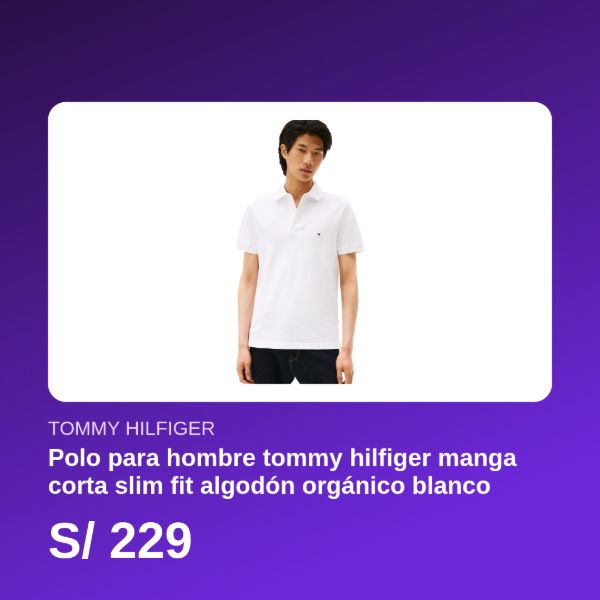 TOMMY HILFIGER
Polo para hombre tommy hilfiger manga
corta slim fit algodón orgánico blanco
S/ 229